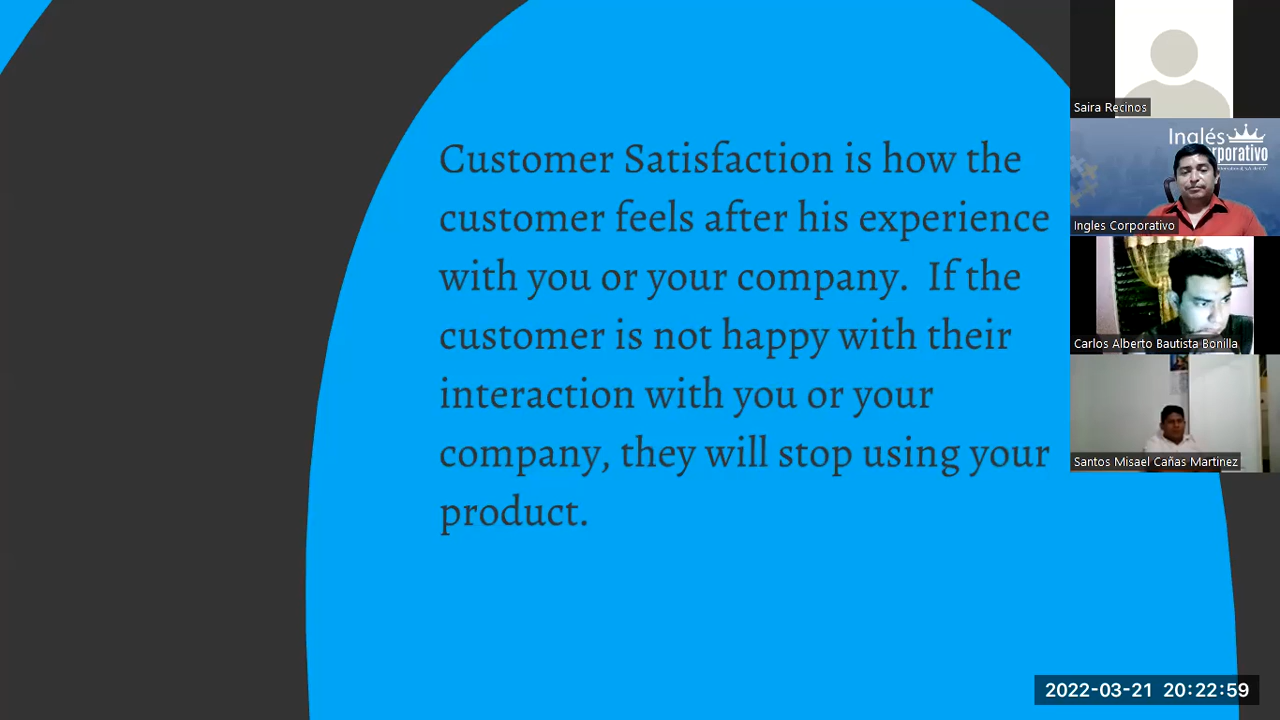 Customer Satisfaction is how the
customer feels after his experience
with you or your company.  If the
customer is not happy with their
interaction with you or your
company, they will stop using your
product.
Saira Recinos
Inglés
Ingles Corporativo
Carlos Alberto Bautista Bonilla
Santos Misael Cañas Martinez
2022-03-21 20:22:59